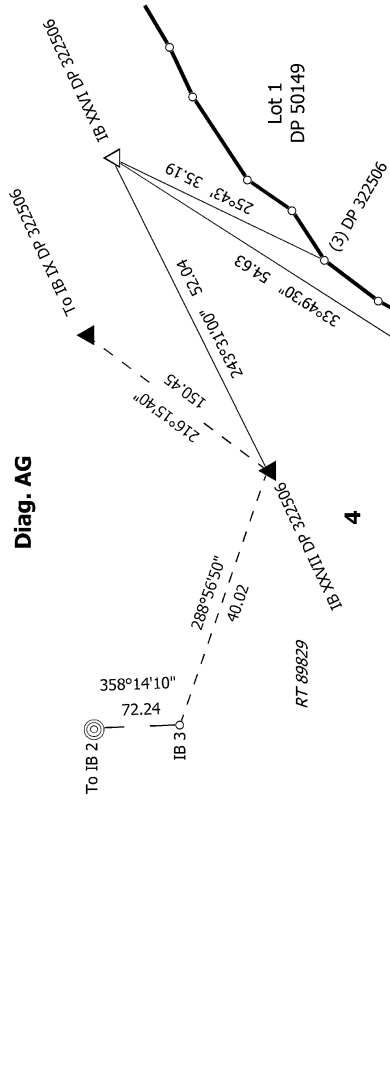 Diag. AG
To IB IX DP 322506
IB XXVI DP 322506
Lot 1
DP 50149
25°43' 35.19
54.63
33°49'30"
(3) DP 322506
52.04
243°31'00"
150.45
216°15'40"
IB XXVII DP 322506
4
288°56'50"
40.02
RT 89829
358°14'10"
72.24
To IB 2
IB 3